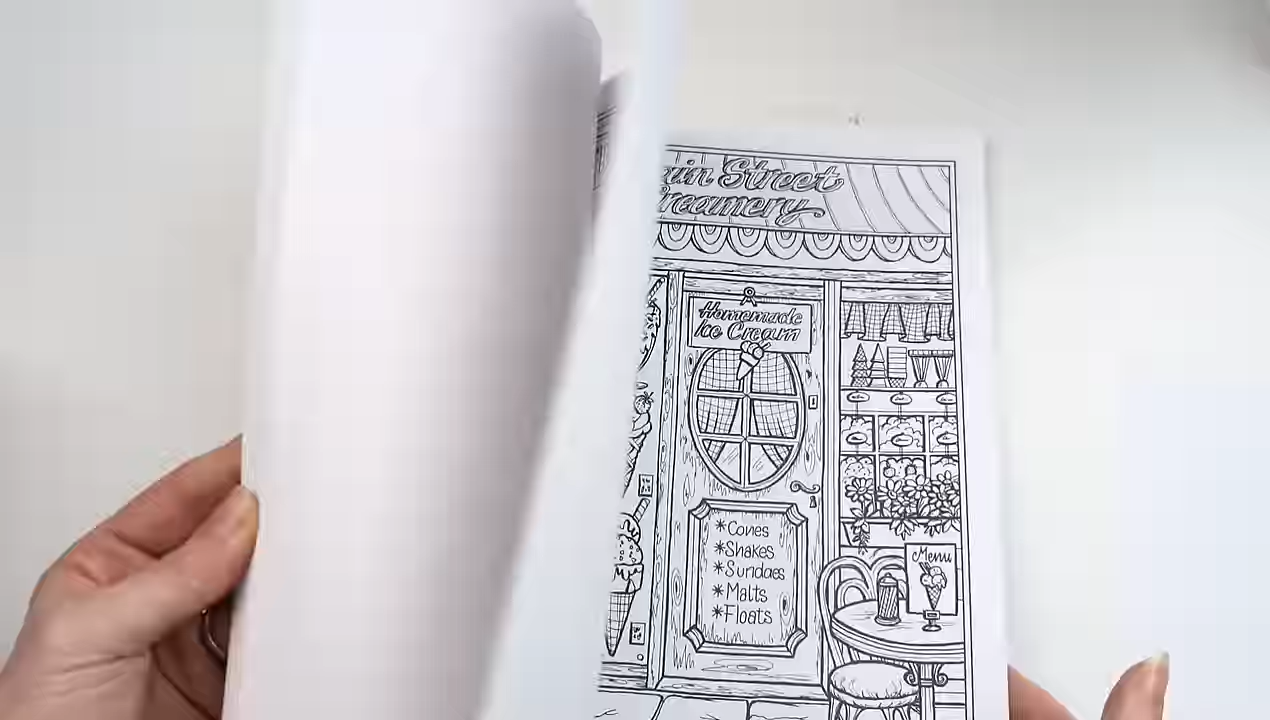 Street
Homemade
Ice Cream
*Cones
*Shakes
*Sundaes
*Malts
*Floats
Menu